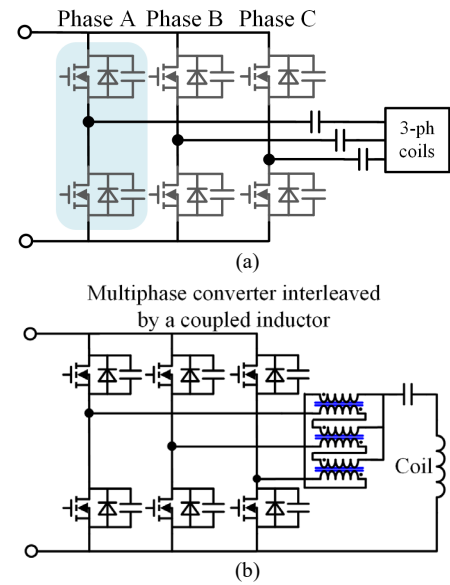 Phase A Phase B Phase C
3-ph
coils
(a)
Multiphase converter interleaved
by a coupled inductor
Coil
(b)